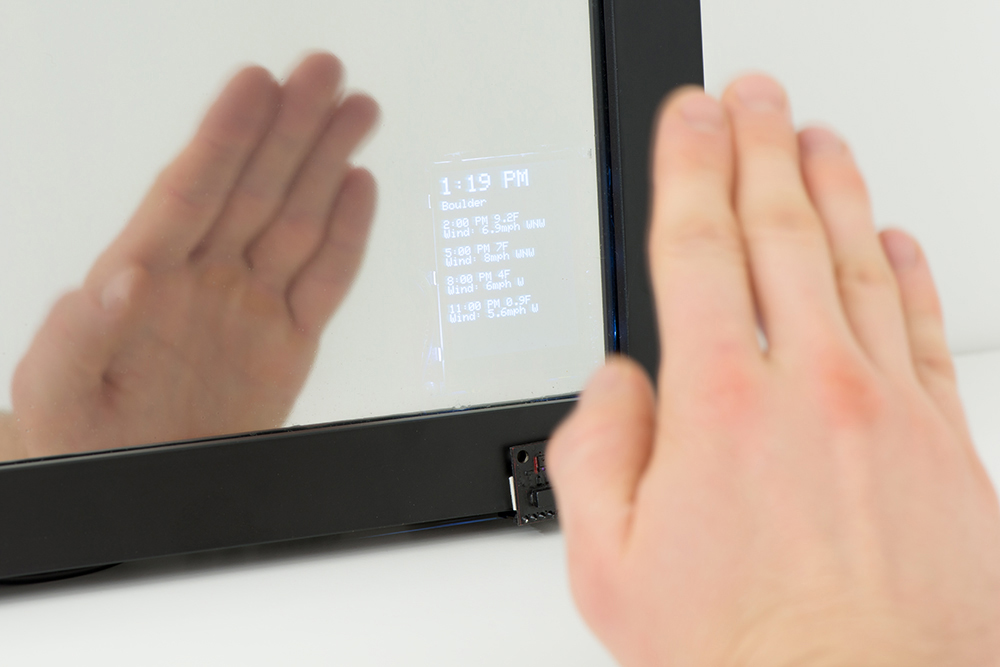 1:19 PM
Boulder
2:00 PM 9.2F
Wind: 6.9mph WNW
5:00 PM 7F
Wind: 8mph WNW
8:00 PM 4F
Wind: 6mph W
11:00 PM 0.9F
Wind: 5.6mph W